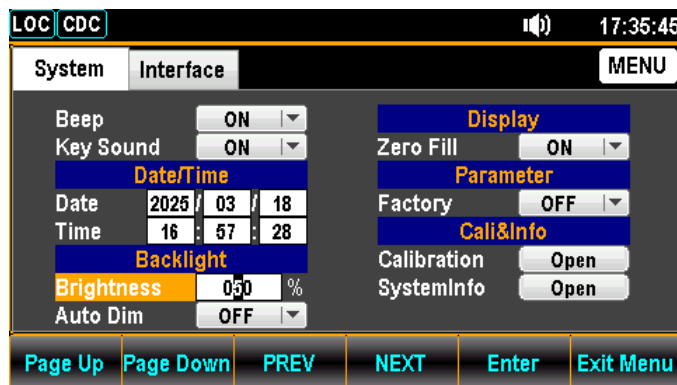 LOC CDC 17:35:45
System Interface MENU
Beep ON
Key Sound ON
Date/Time
Date 2025 / 03 / 18
Time 16 : 57 : 28
Backlight
Brightness 050 %
Auto Dim OFF
Display
Zero Fill ON
Parameter
Factory OFF
Cali&Info
Calibration Open
SystemInfo Open
Page Up Page Down PREV NEXT Enter Exit Menu